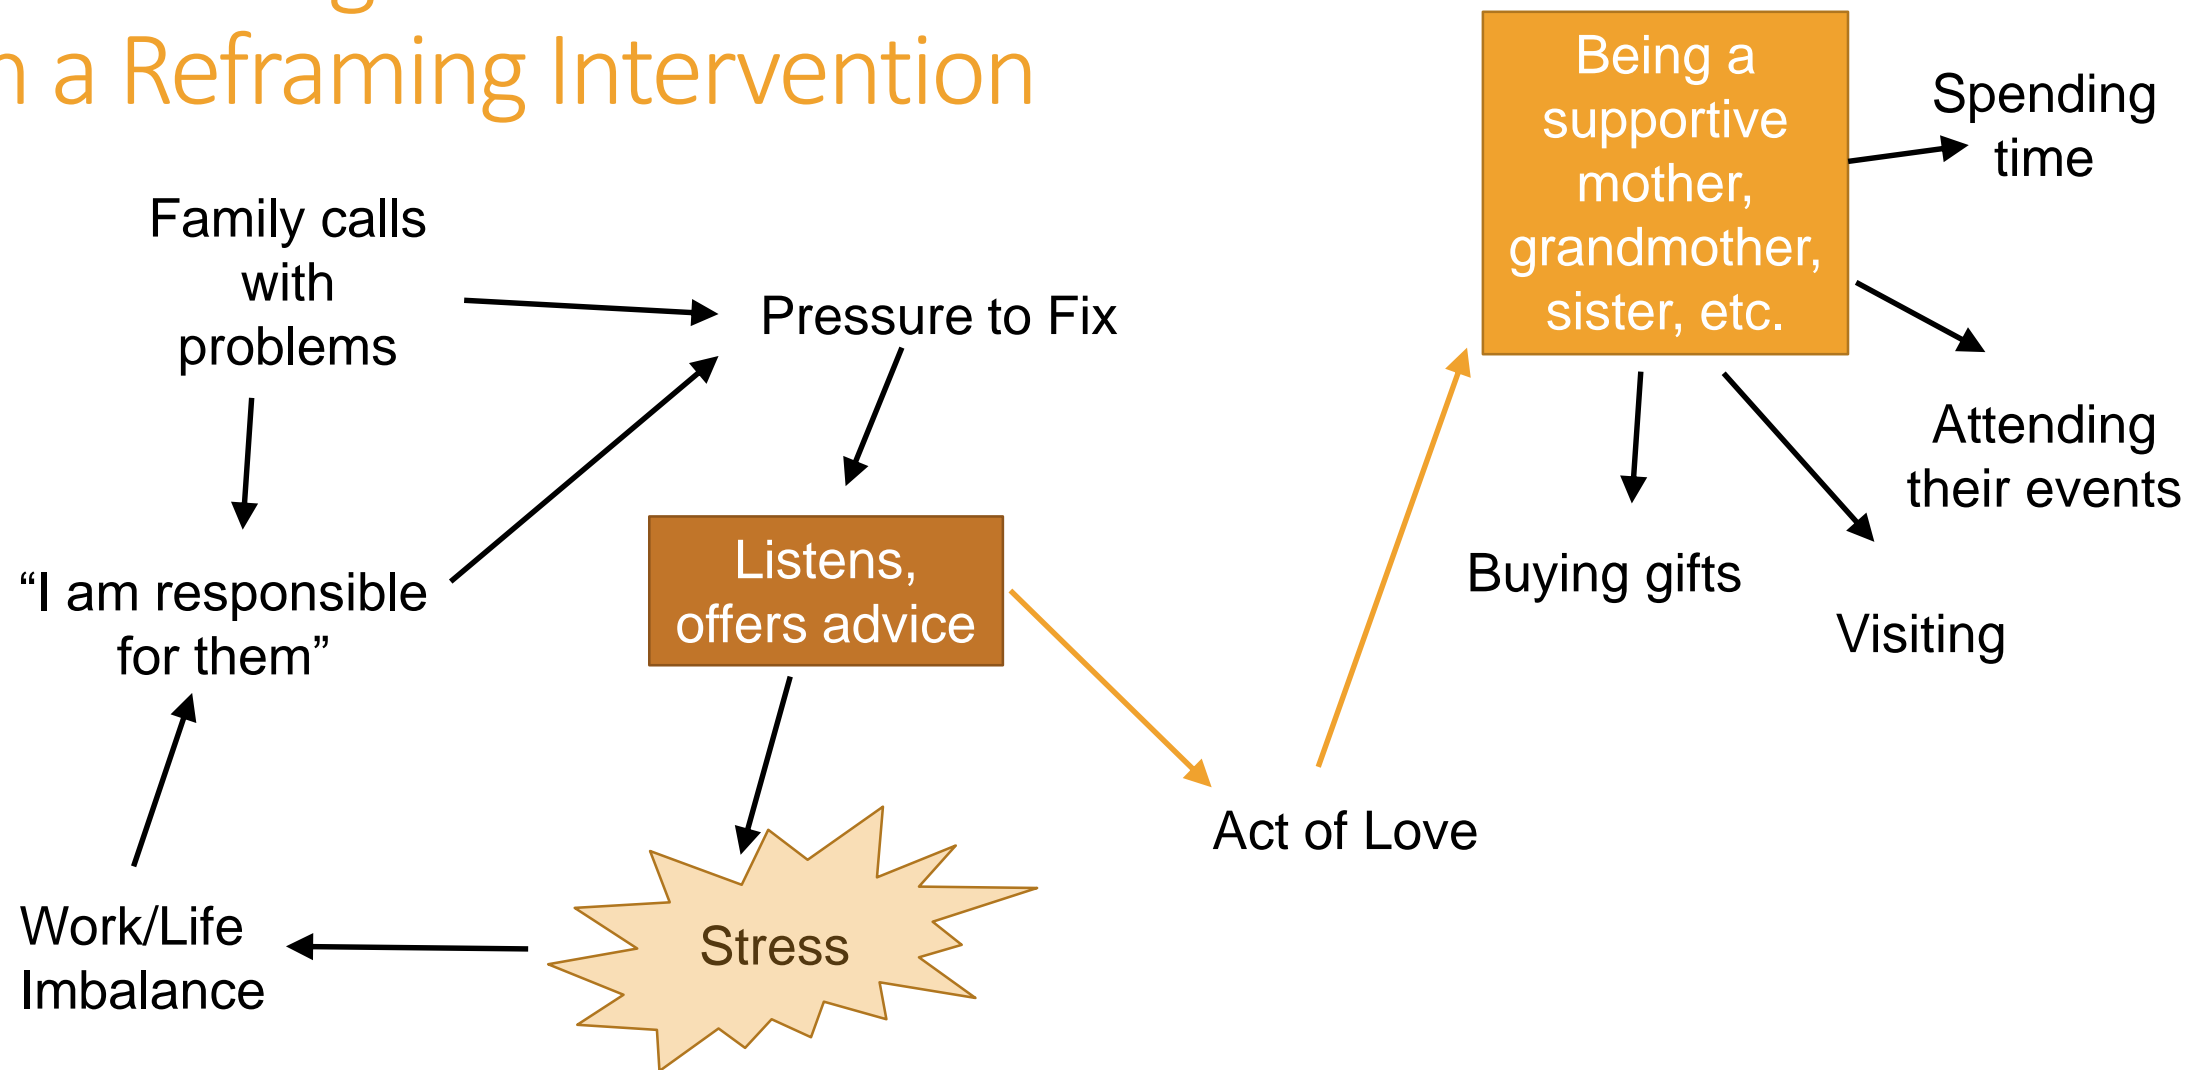 a Reframing Intervention
Family calls
with
problems
Pressure to Fix
“I am responsible
for them”
Listens,
offers advice
Stress
Work/Life
Imbalance
Act of Love
Being a
supportive
mother,
grandmother,
sister, etc.
Spending
time
Attending
their events
Buying gifts
Visiting